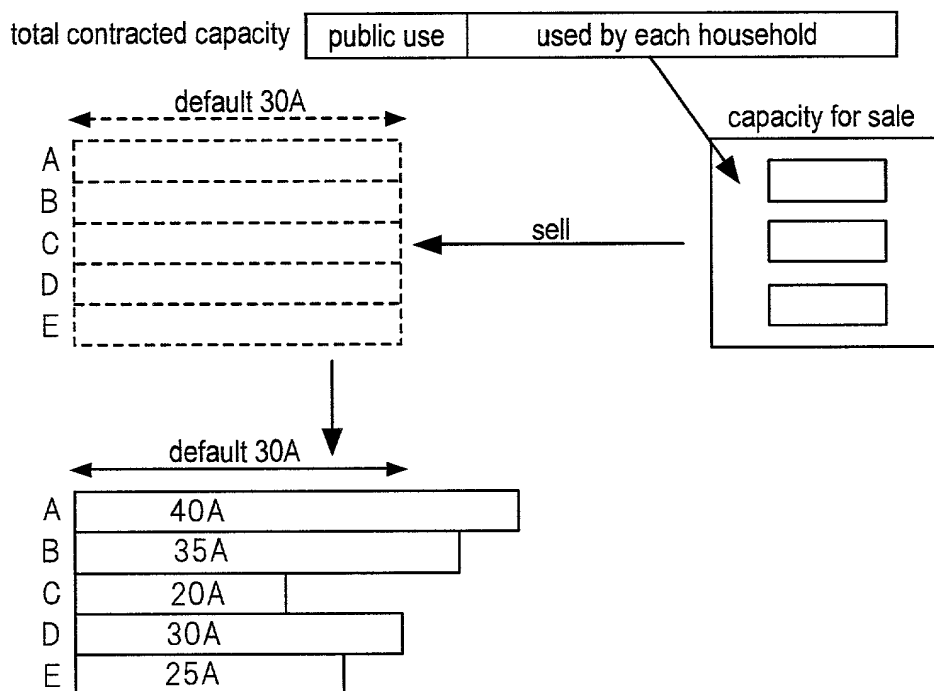 total contracted capacity public use used by each household
default 30A
capacity for sale
A
B
C
D
E
sell
default 30A
A 40A
B 35A
C 20A
D 30A
E 25A